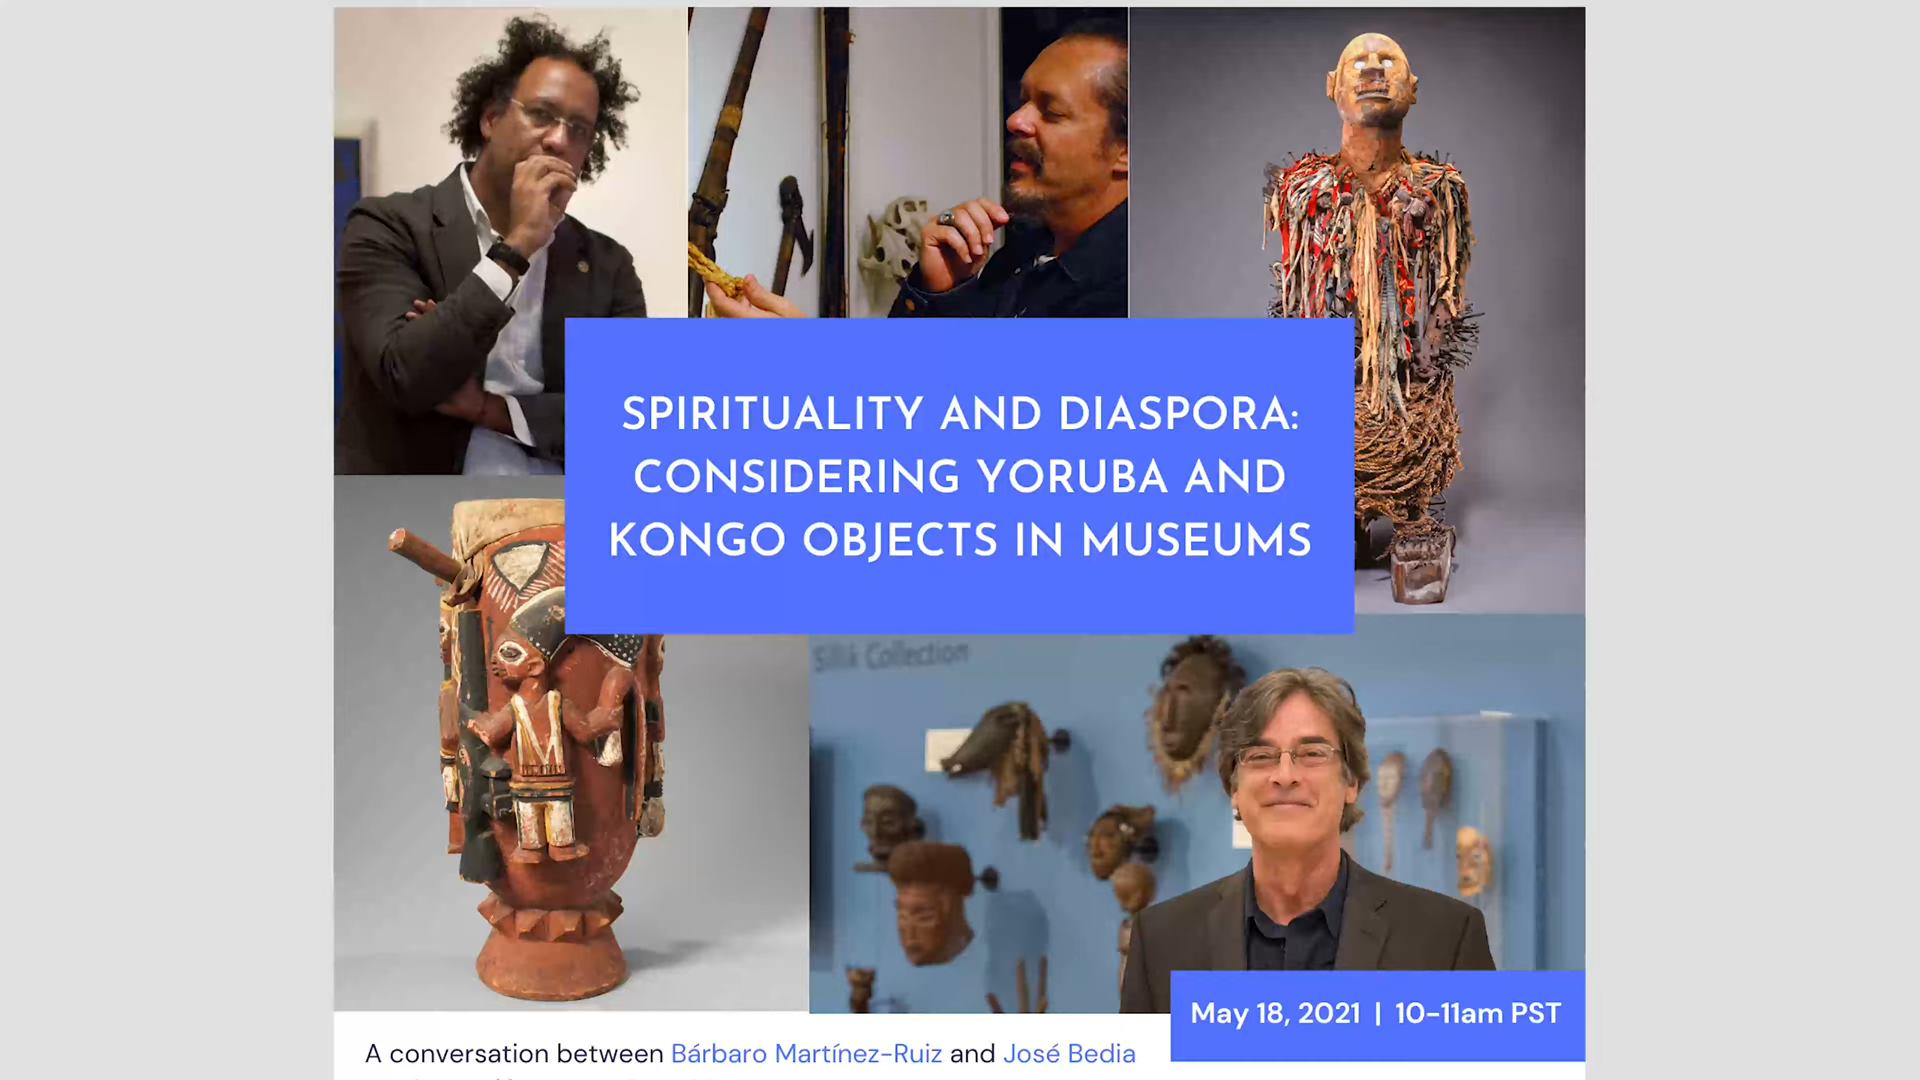 SPIRITUALITY AND DIASPORA:
CONSIDERING YORUBA AND
KONGO OBJECTS IN MUSEUMS
Collection
May 18, 2021 | 10-11am PST
A conversation between Bárbaro Martínez-Ruiz and José Bedia